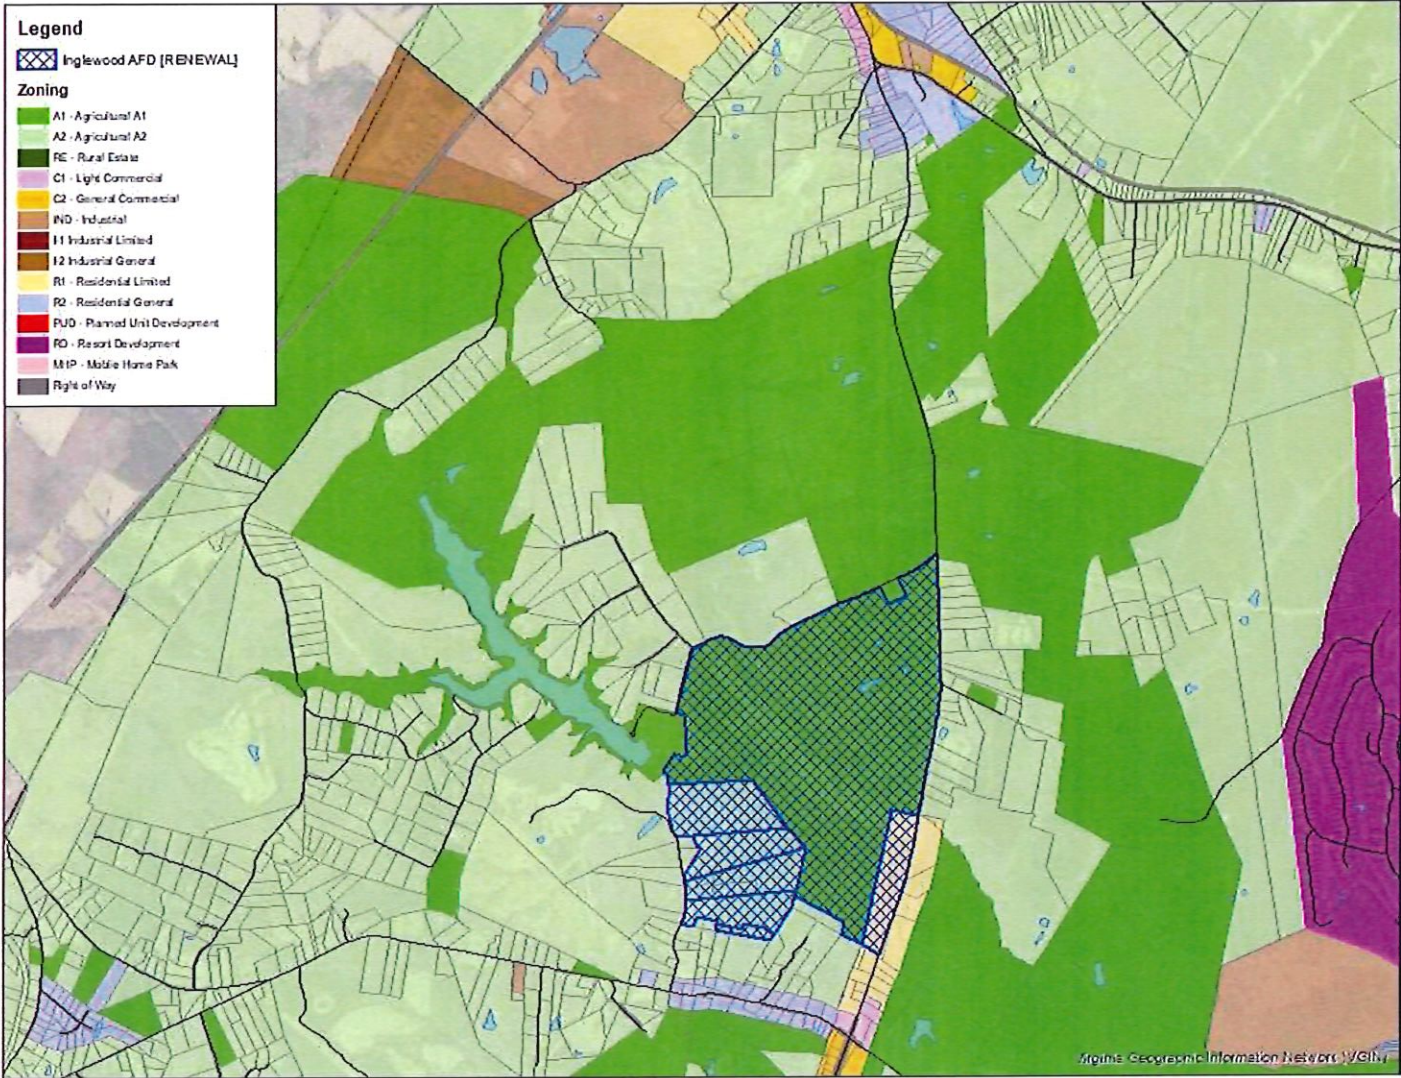 Legend
Inglewood AFD [RENEWAL]
Zoning
A1 - Agricultural A1
A2 - Agricultural A2
RE - Rural Estate
C1 - Light Commercial
C2 - General Commercial
IND - Industrial
I-1 Industrial Limited
I-2 Industrial General
R1 - Residential Limited
R2 - Residential General
PUD - Planned Unit Development
RD - Resort Development
MHP - Mobile Home Park
Right of Way
Virginia Geographic Information Network (VGIN)